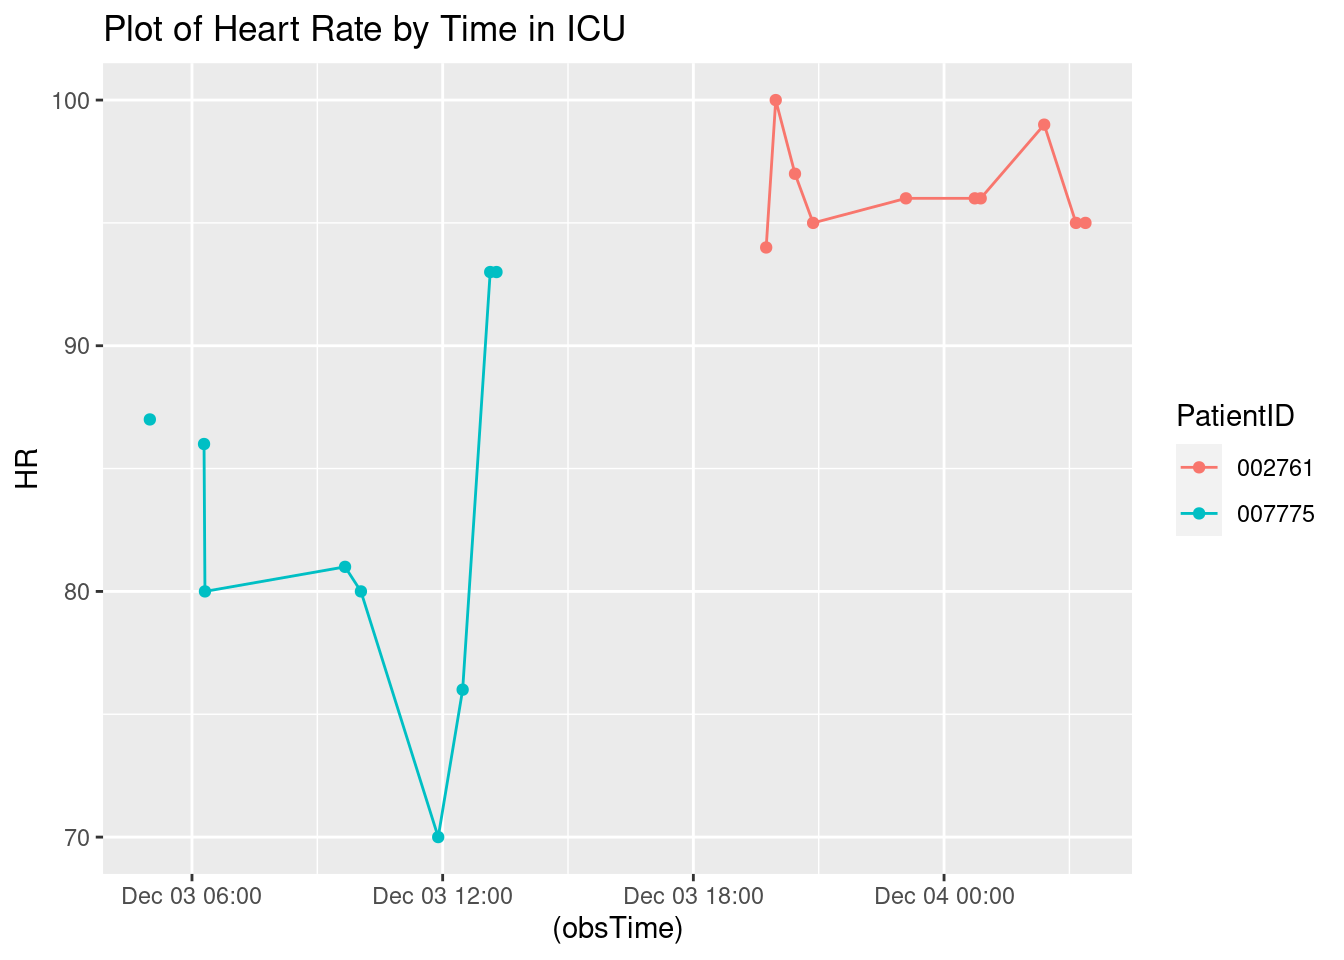 Plot of Heart Rate by Time in ICU
100
90
80
70
HR
Dec 03 06:00
Dec 03 12:00
Dec 03 18:00
Dec 04 00:00
(obsTime)
PatientID
002761
007775